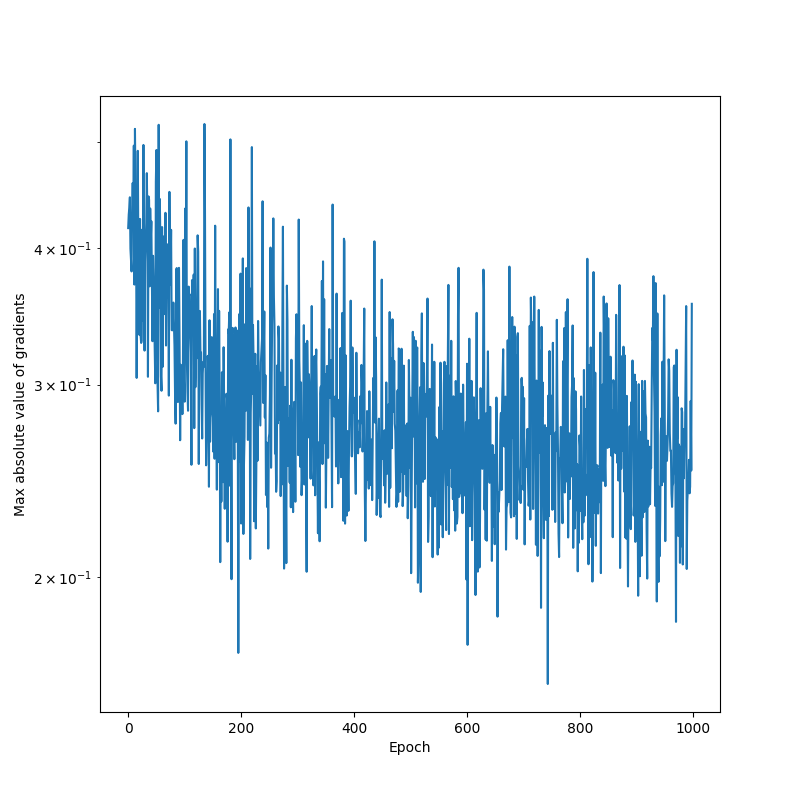 Max absolute value of gradients
4 × 10⁻¹
3 × 10⁻¹
2 × 10⁻¹
0 200 400 600 800 1000
Epoch